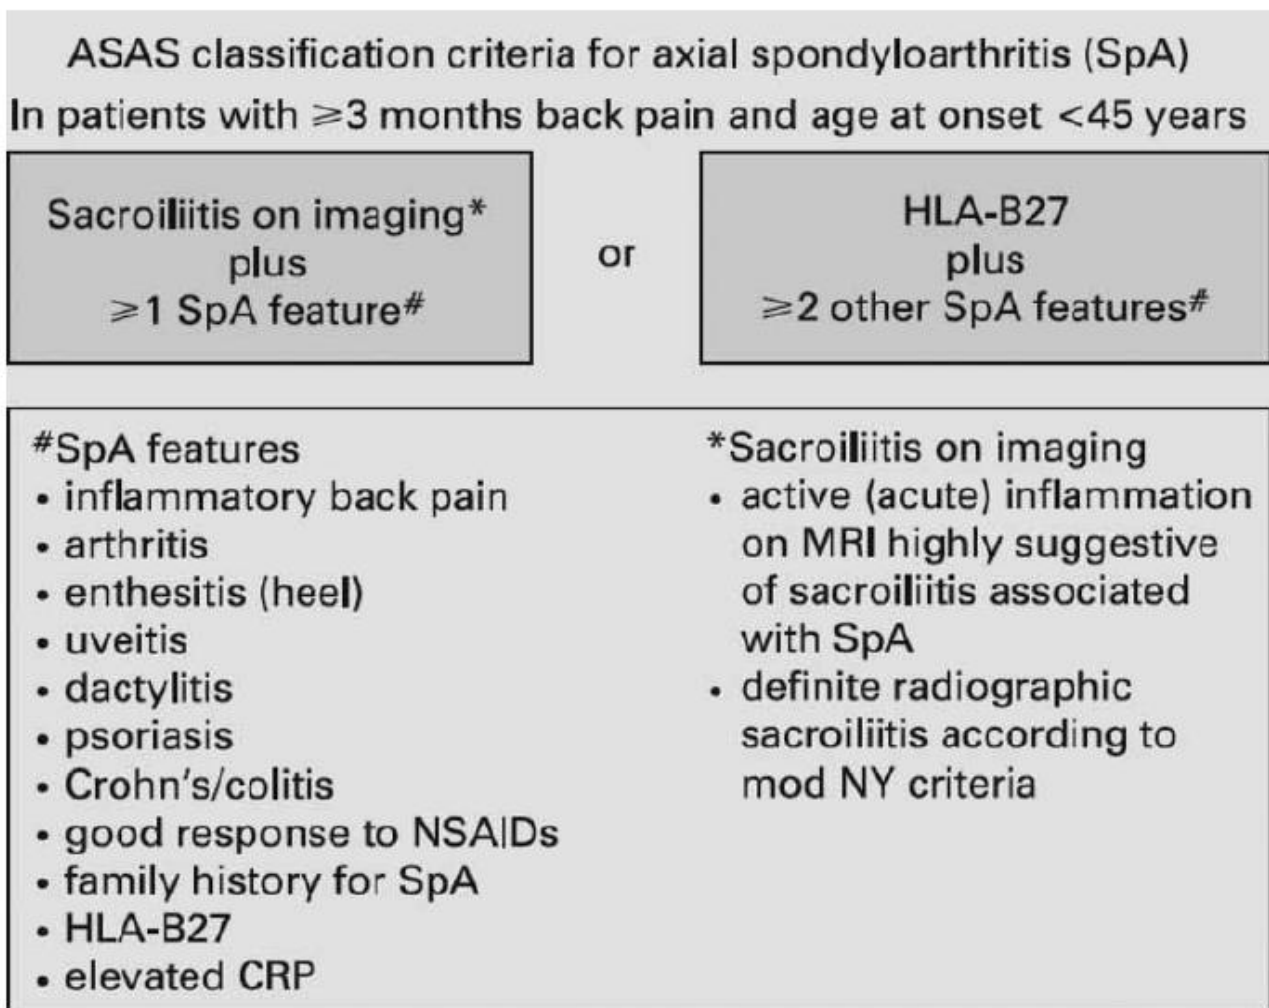 ASAS classification criteria for axial spondyloarthritis (SpA)
In patients with ≥3 months back pain and age at onset <45 years
Sacroiliitis on imaging*
plus
≥1 SpA feature#
or
HLA-B27
plus
≥2 other SpA features#
#SpA features
• inflammatory back pain
• arthritis
• enthesitis (heel)
• uveitis
• dactylitis
• psoriasis
• Crohn's/colitis
• good response to NSAIDs
• family history for SpA
• HLA-B27
• elevated CRP
*Sacroiliitis on imaging
• active (acute) inflammation
on MRI highly suggestive
of sacroiliitis associated
with SpA
• definite radiographic
sacroiliitis according to
mod NY criteria